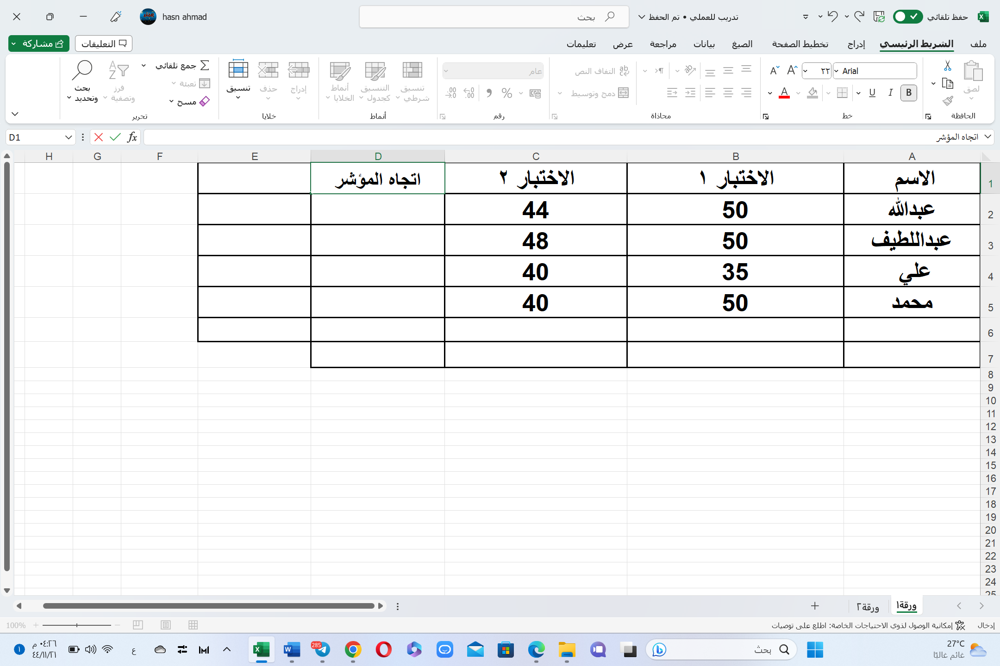 حفظ تلقائي
تدريب للعملي • تم الحفظ
بحث
hasn ahmad
ملف
الشريط الرئيسي
إدراج
تخطيط الصفحة
الصيغ
بيانات
مراجعة
عرض
تعليمات
التعليقات
مشاركة
لصق
الحافظة
Arial
٢٢
B I U
خط
التفاف النص
دمج وتوسيط
محاذاة
عام
رقم
تنسيق شرطي
التنسيق كجدول
أنماط الخلايا
أنماط
إدراج
حذف
تنسيق
خلايا
جمع تلقائي
تعبئة
مسح
فرز وتصفية
بحث وتحديد
تحرير
D1
fx
اتجاه المؤشر
A B C D E F G H
1 الاسم الاختبار ١ الاختبار ٢ اتجاه المؤشر
2 عبدالله 50 44
3 عبداللطيف 50 48
4 علي 35 40
5 محمد 50 40
6
7
8
9
10
11
12
13
14
15
16
17
18
19
20
21
22
23
24
25
ورقة١
ورقة٢
إدخال
إمكانية الوصول لذوي الاحتياجات الخاصة: اطلع على توصيات
100%
27°C
غائم غالبًا
بحث
285
ع
٠٤:٢٦ م
٤٤/١١/٢١
١